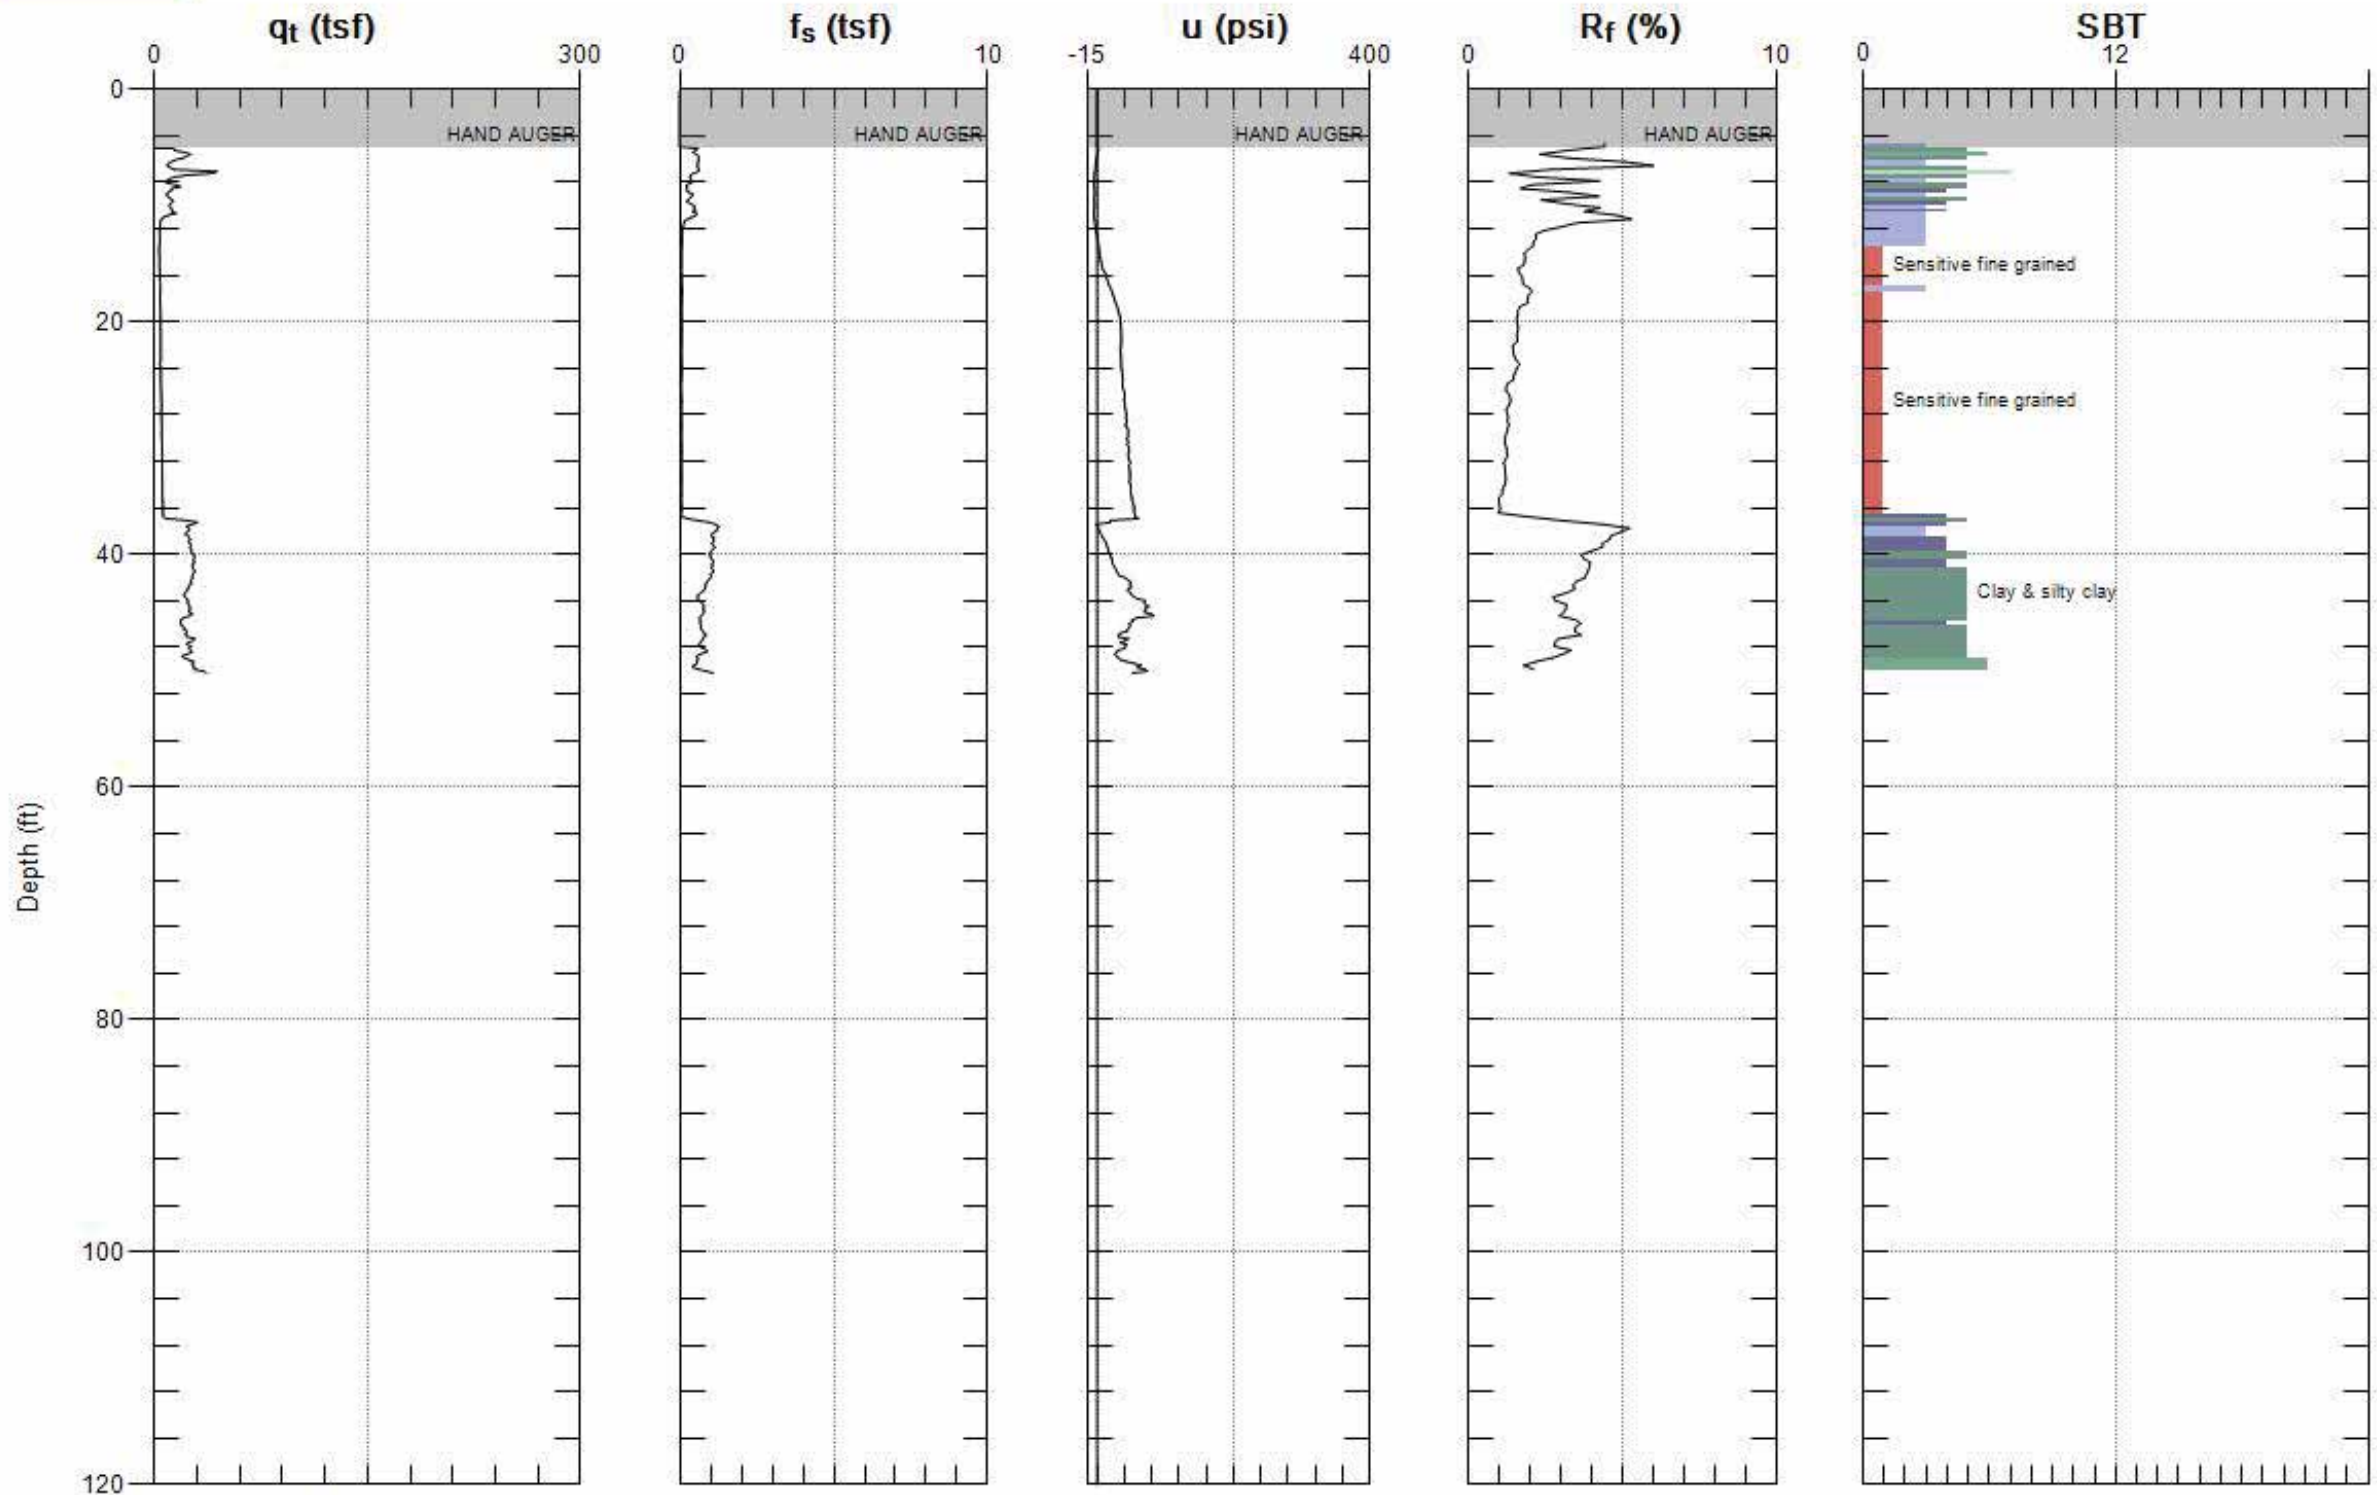 qt (tsf) fs (tsf) u (psi) Rf (%) SBT
0 300 0 10 -15 400 0 10 0 12
0
HAND AUGER HAND AUGER HAND AUGER HAND AUGER
Sensitive fine grained
20
Sensitive fine grained
40
Clay & silty clay
60
Depth (ft)
80
100
120